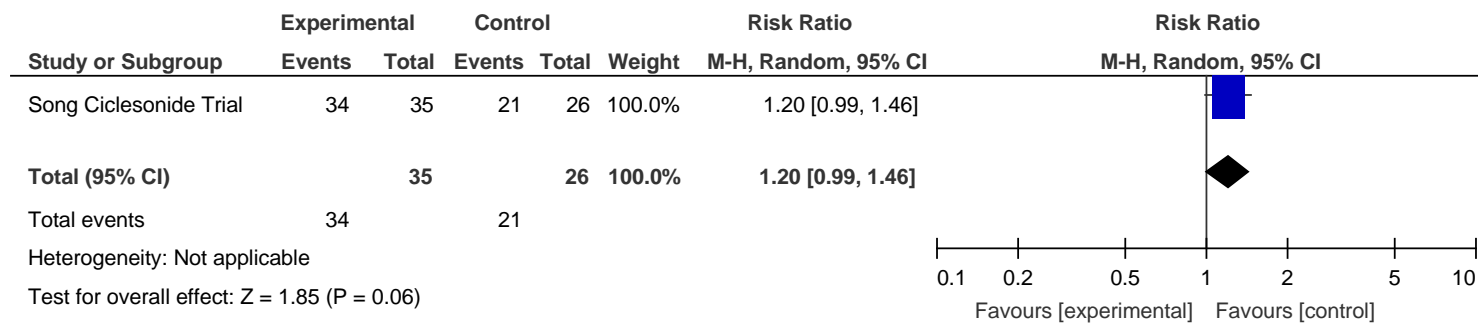 Experimental Control Risk Ratio Risk Ratio
Study or Subgroup Events Total Events Total Weight M-H, Random, 95% CI M-H, Random, 95% CI
Song Ciclesonide Trial 34 35 21 26 100.0% 1.20 [0.99, 1.46]
Total (95% CI) 35 26 100.0% 1.20 [0.99, 1.46]
Total events 34 21
Heterogeneity: Not applicable
Test for overall effect: Z = 1.85 (P = 0.06)
0.1 0.2 0.5 1 2 5 10
Favours [experimental] Favours [control]